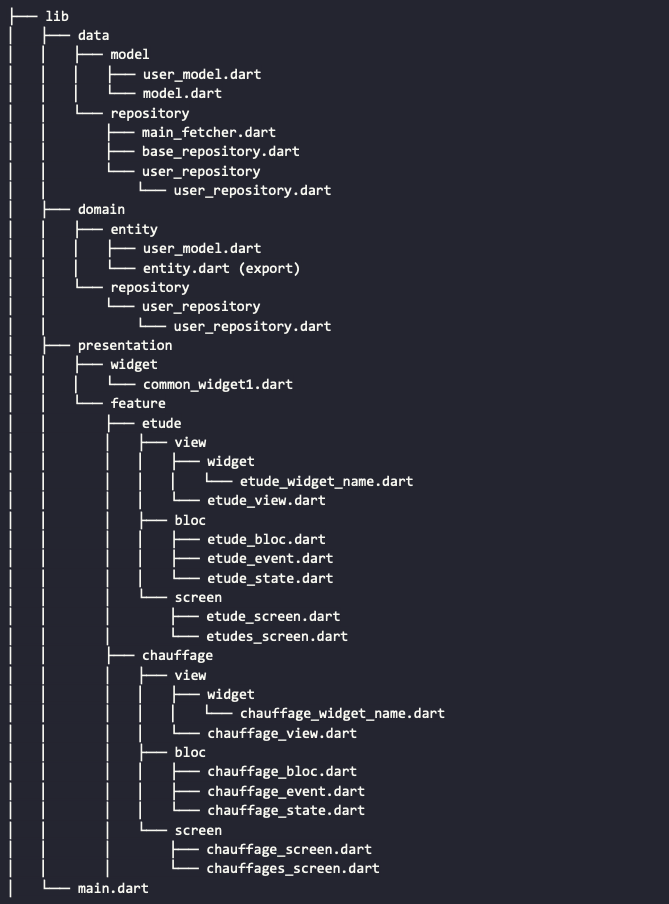 ├── lib
│   ├── data
│   │   ├── model
│   │   │   ├── user_model.dart
│   │   │   └── model.dart
│   │   └── repository
│   │       ├── main_fetcher.dart
│   │       ├── base_repository.dart
│   │       └── user_repository
│   │           └── user_repository.dart
│   ├── domain
│   │   ├── entity
│   │   │   ├── user_model.dart
│   │   │   └── entity.dart (export)
│   │   └── repository
│   │       └── user_repository
│   │           └── user_repository.dart
│   ├── presentation
│   │   ├── widget
│   │   │   └── common_widget1.dart
│   │   └── feature
│   │       ├── etude
│   │       │   ├── view
│   │       │   │   ├── widget
│   │       │   │   │   └── etude_widget_name.dart
│   │       │   │   └── etude_view.dart
│   │       │   ├── bloc
│   │       │   │   ├── etude_bloc.dart
│   │       │   │   ├── etude_event.dart
│   │       │   │   └── etude_state.dart
│   │       │   └── screen
│   │       │       ├── etude_screen.dart
│   │       │       └── etudes_screen.dart
│   │       ├── chauffage
│   │       │   ├── view
│   │       │   │   ├── widget
│   │       │   │   │   └── chauffage_widget_name.dart
│   │       │   │   └── chauffage_view.dart
│   │       │   ├── bloc
│   │       │   │   ├── chauffage_bloc.dart
│   │       │   │   ├── chauffage_event.dart
│   │       │   │   └── chauffage_state.dart
│   │       │   └── screen
│   │       │       ├── chauffage_screen.dart
│   │       │       └── chauffages_screen.dart
│   └── main.dart